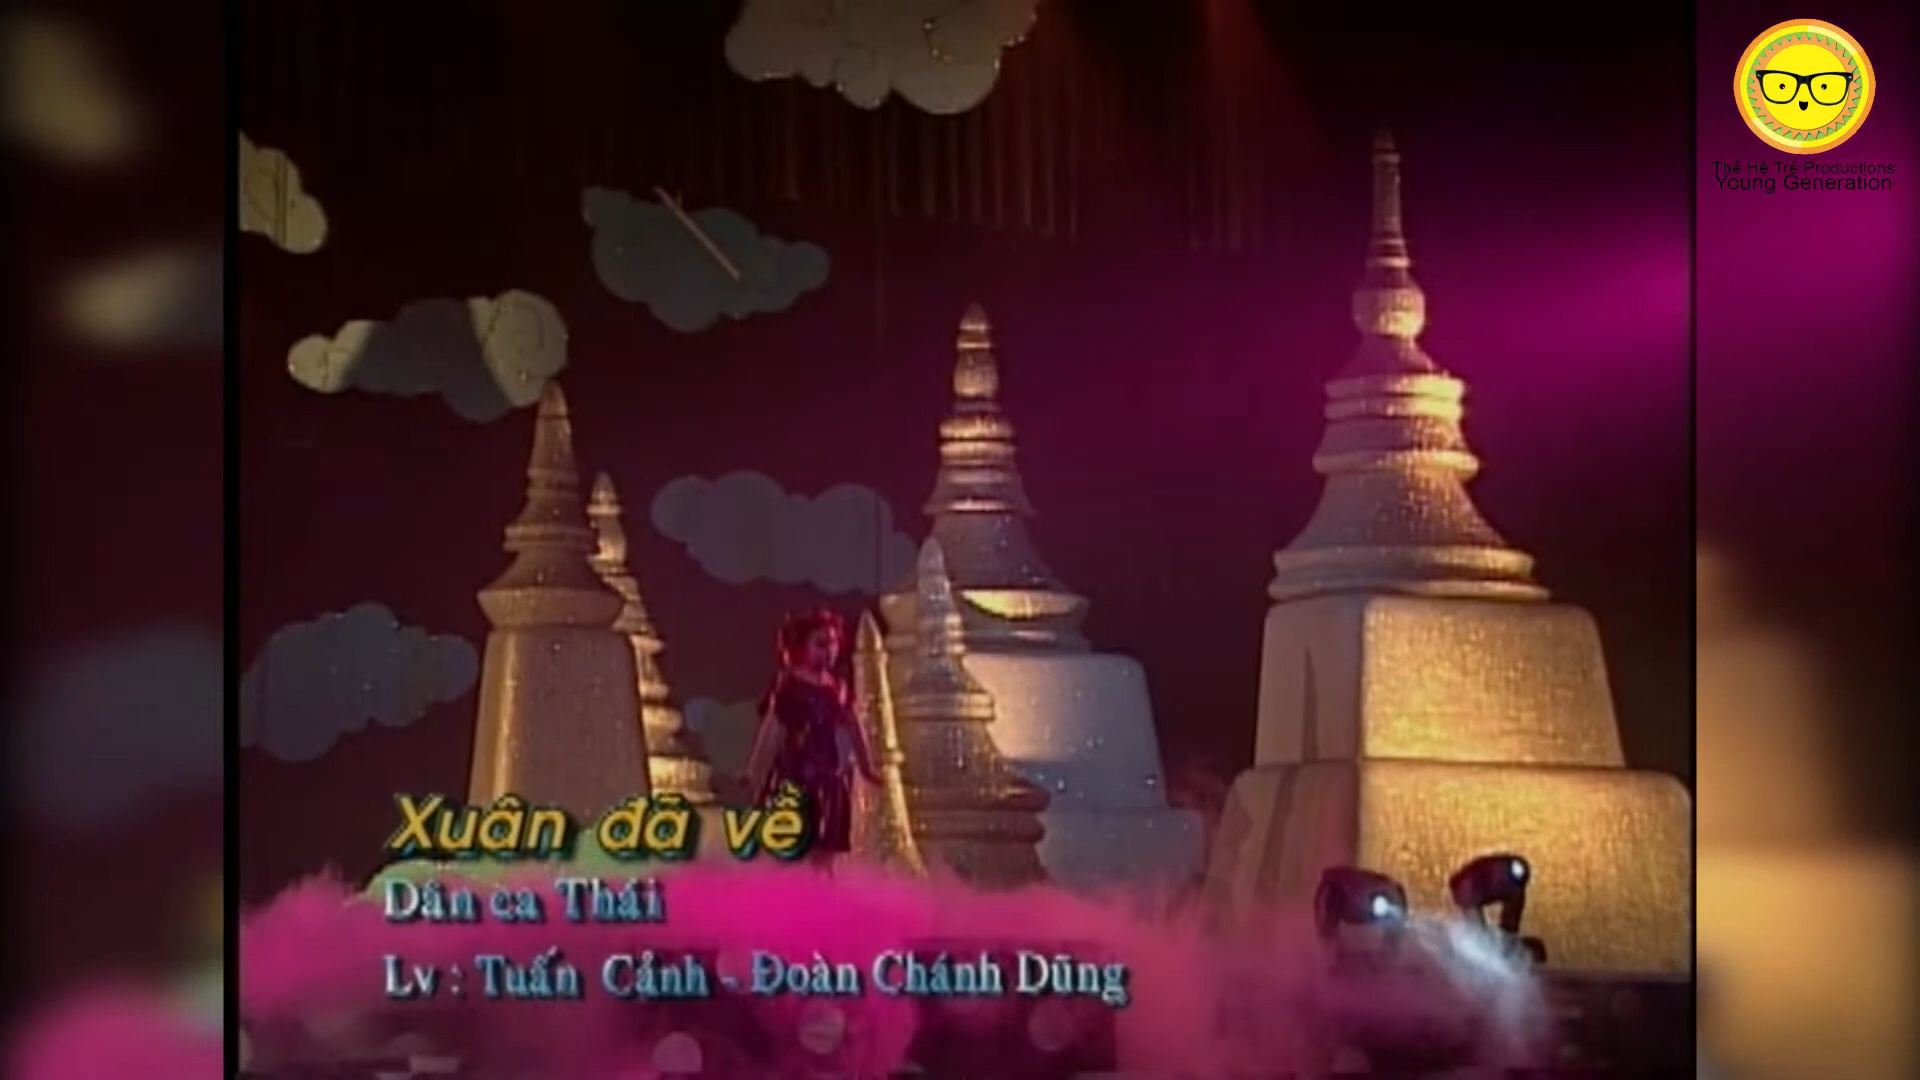 Thế Hệ Trẻ Productions
Young Generation
Xuân đã về
Dân ca Thái
Lv : Tuấn Cảnh - Đoàn Chánh Dũng